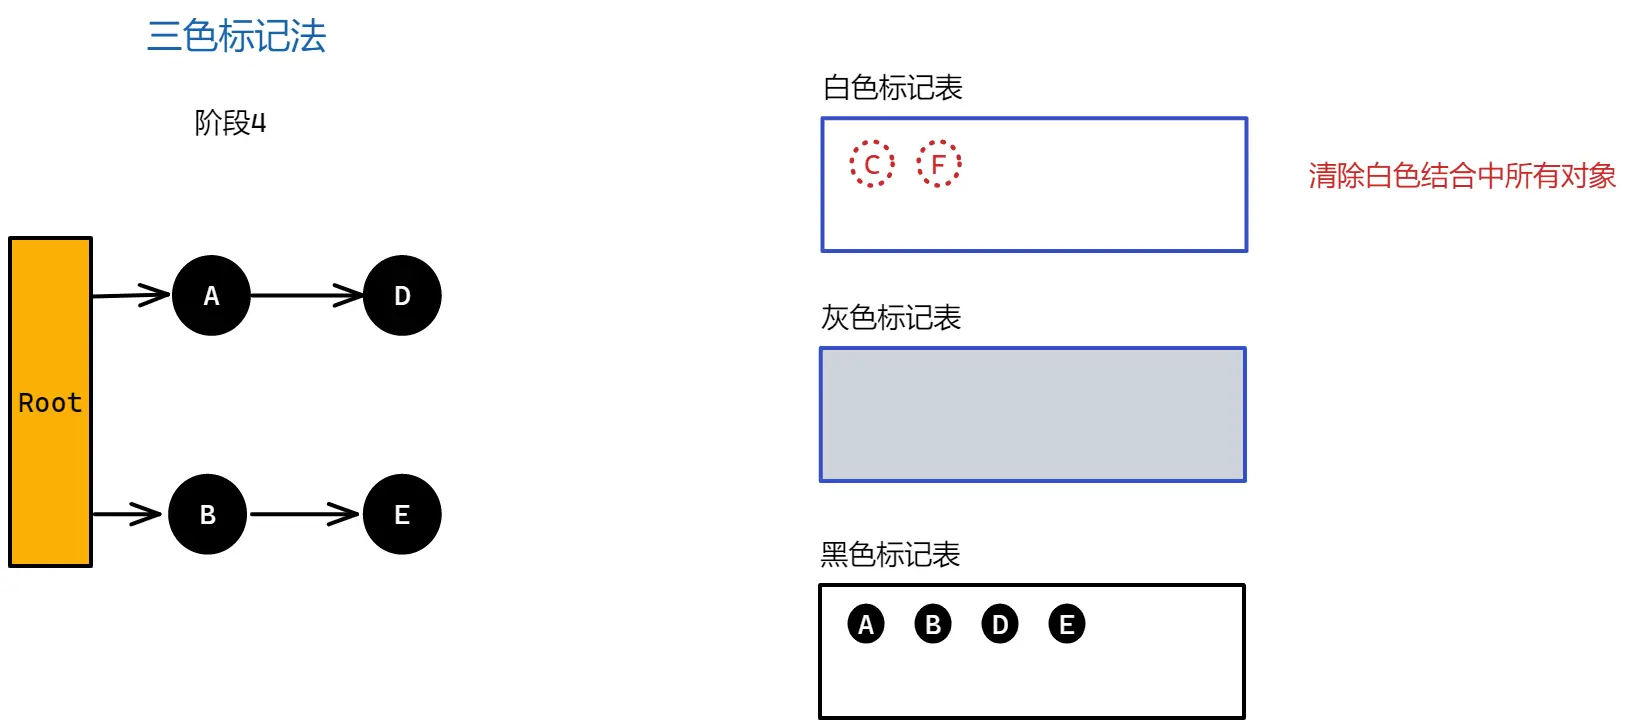 三色标记法
阶段4
白色标记表
C F
清除白色结合中所有对象
A D
灰色标记表
Root
B E
黑色标记表
A B D E